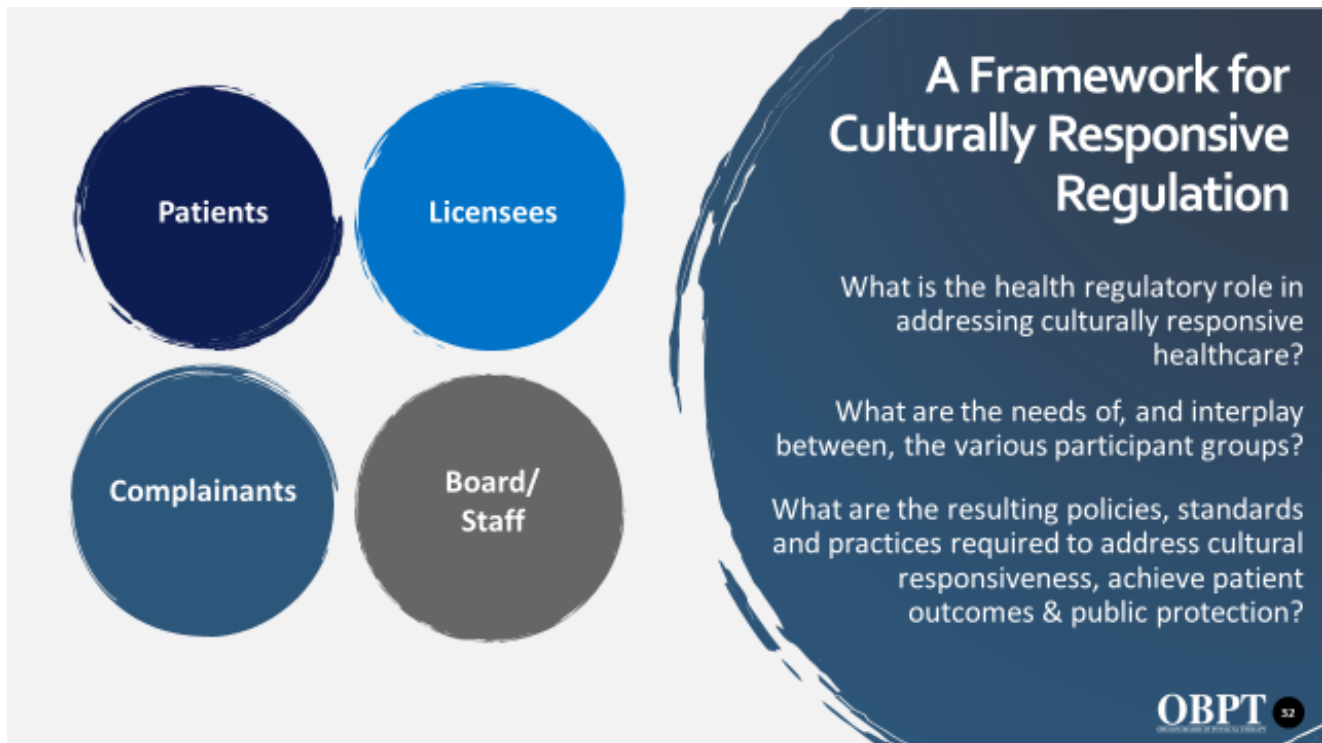 A Framework for
Culturally Responsive
Regulation
Patients
Licensees
Complainants
Board/
Staff
What is the health regulatory role in
addressing culturally responsive
healthcare?
What are the needs of, and interplay
between, the various participant groups?
What are the resulting policies, standards
and practices required to address cultural
responsiveness, achieve patient
outcomes & public protection?
OBPT
32